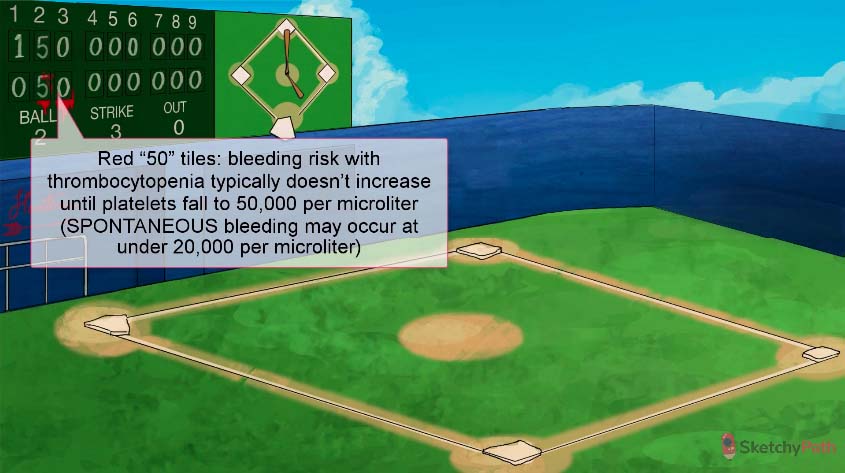 1 2 3 4 5 6 7 8 9
1 5 0 0 0 0 0 0 0
0 5 0 0 0 0 0 0 0
BALL STRIKE OUT
2 3 0
Red “50” tiles: bleeding risk with
thrombocytopenia typically doesn’t increase
until platelets fall to 50,000 per microliter
(SPONTANEOUS bleeding may occur at
under 20,000 per microliter)
SketchyPath